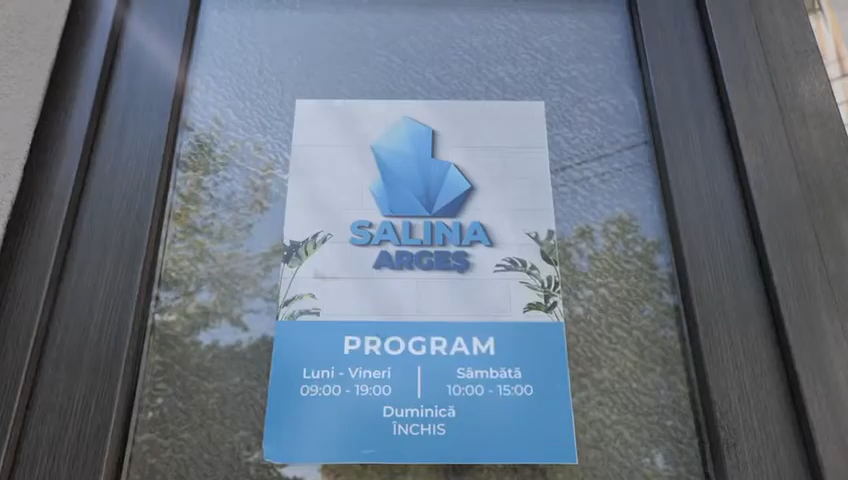 SALINA
ARGEȘ
PROGRAM
Luni - Vineri
09:00 - 19:00
Sâmbătă
10:00 - 15:00
Duminică
ÎNCHIS